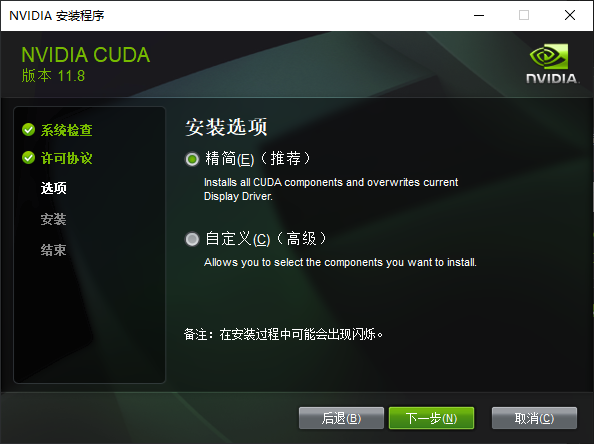 NVIDIA 安装程序
NVIDIA CUDA
版本 11.8
NVIDIA.
系统检查
许可协议
选项
安装
结束
安装选项
精简(E)（推荐）
Installs all CUDA components and overwrites current
Display Driver.
自定义(C)（高级）
Allows you to select the components you want to install.
备注：在安装过程中可能会出现闪烁。
后退(B)
下一步(N)
取消(C)